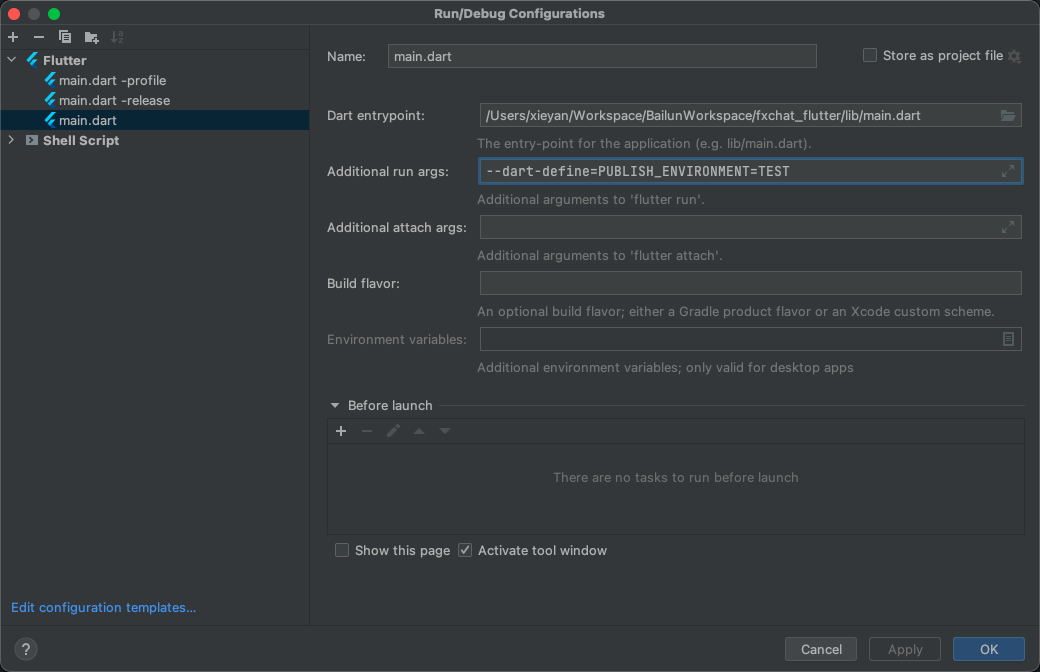 Run/Debug Configurations
Flutter
main.dart -profile
main.dart -release
main.dart
Shell Script
Edit configuration templates...
Name: main.dart Store as project file
Dart entrypoint: /Users/xieyan/Workspace/BailunWorkspace/fxchat_flutter/lib/main.dart
The entry-point for the application (e.g. lib/main.dart).
Additional run args: --dart-define=PUBLISH_ENVIRONMENT=TEST
Additional arguments to 'flutter run'.
Additional attach args:
Additional arguments to 'flutter attach'.
Build flavor:
An optional build flavor; either a Gradle product flavor or an Xcode custom scheme.
Environment variables:
Additional environment variables; only valid for desktop apps
Before launch
There are no tasks to run before launch
Show this page Activate tool window
? Cancel Apply OK